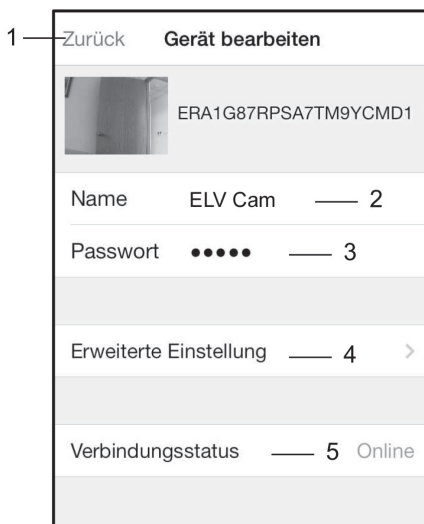 1 Zurück Gerät bearbeiten
ERA1G87RPSA7TM9YCMD1
Name ELV Cam 2
Passwort ●●●●● 3
Erweiterte Einstellung 4 >
Verbindungsstatus 5 Online